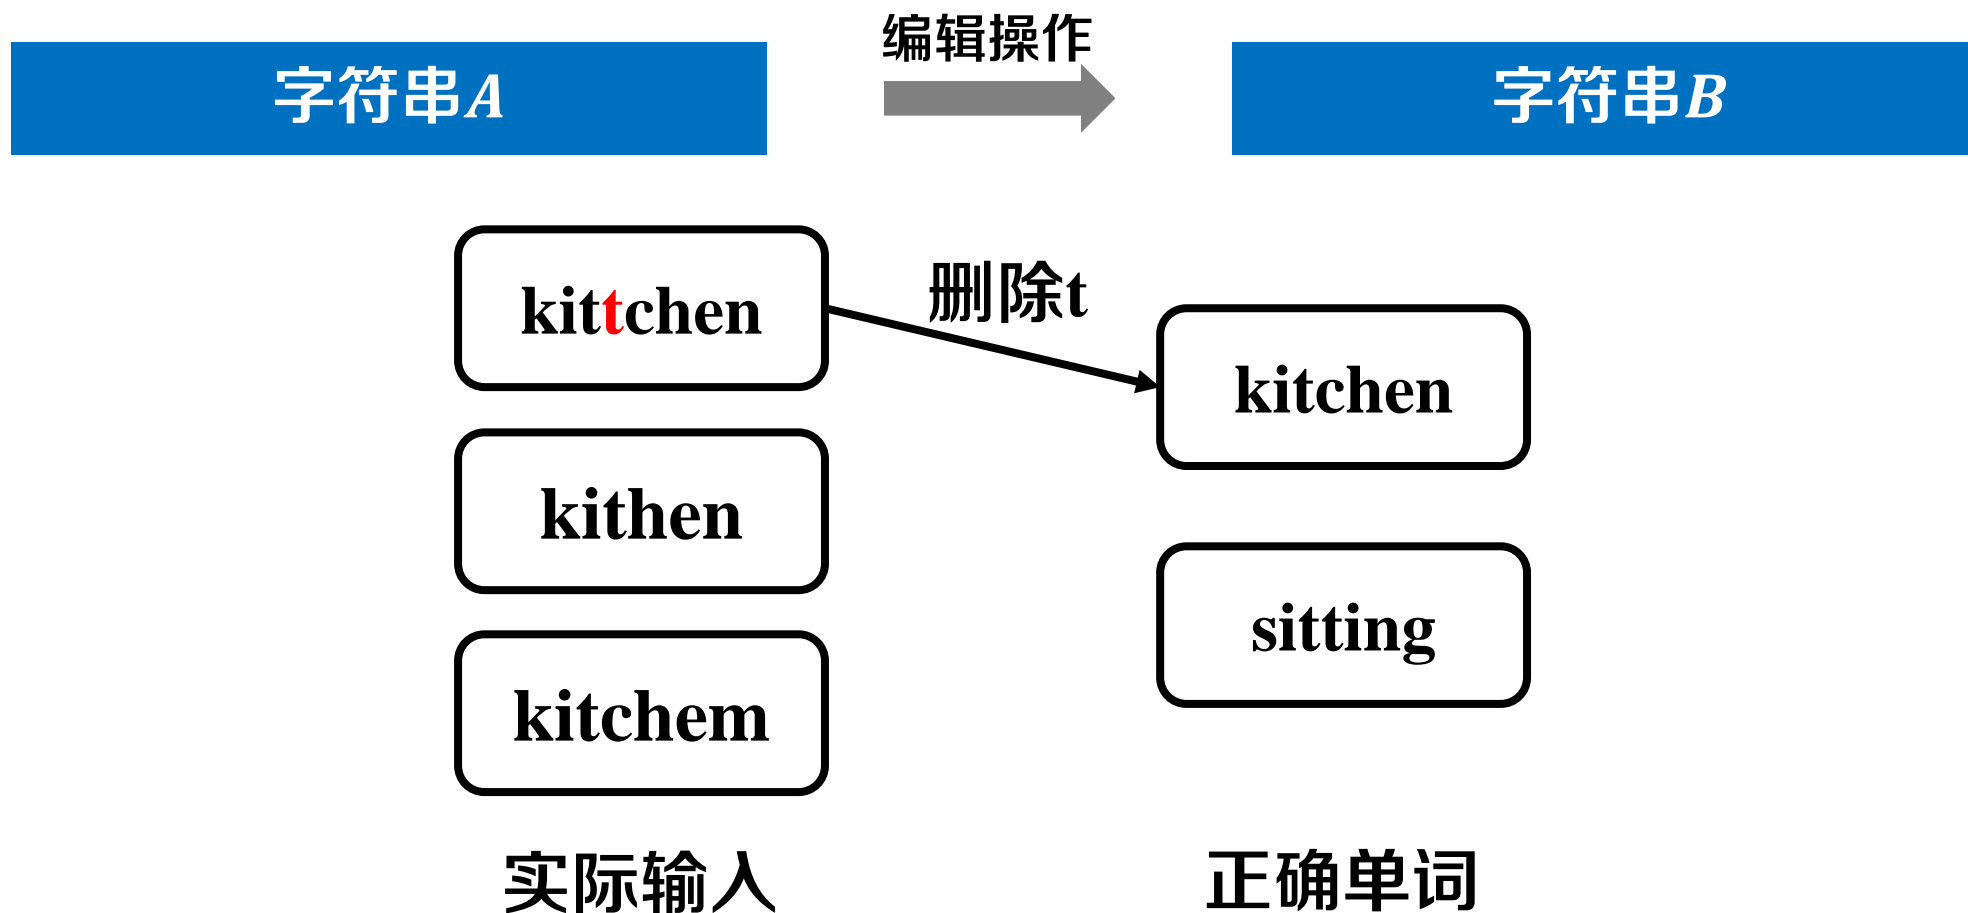 编辑操作
字符串A
字符串B
kittchen
删除t
kitchen
kithen
sitting
kitchem
实际输入
正确单词